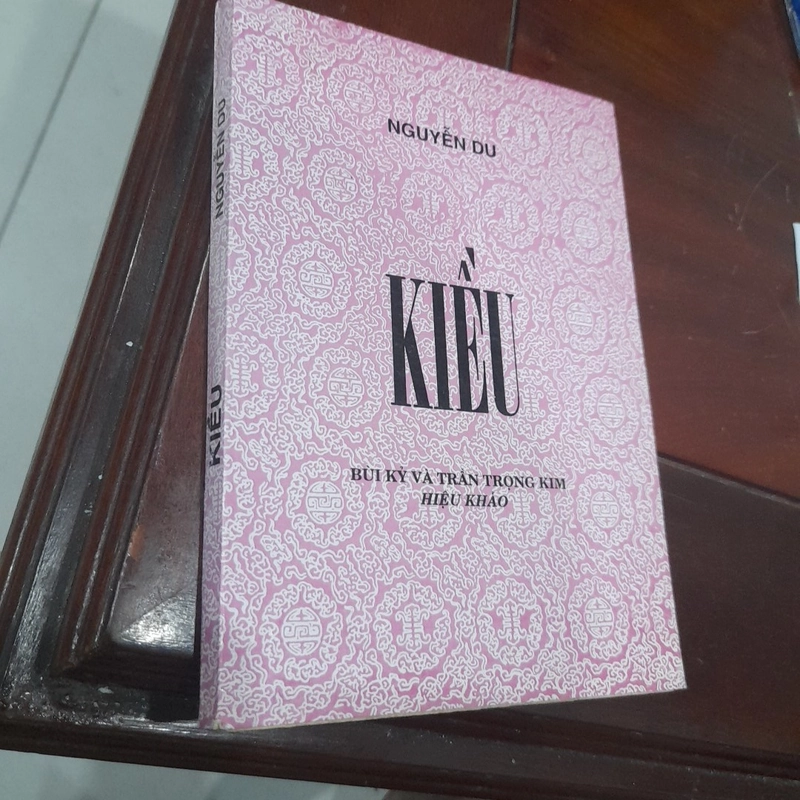 NGUYỄN DU
KIỀU
BÙI KỶ VÀ TRẦN TRỌNG KIM
HIỆU KHẢO
NGUYỄN DU
KIỀU